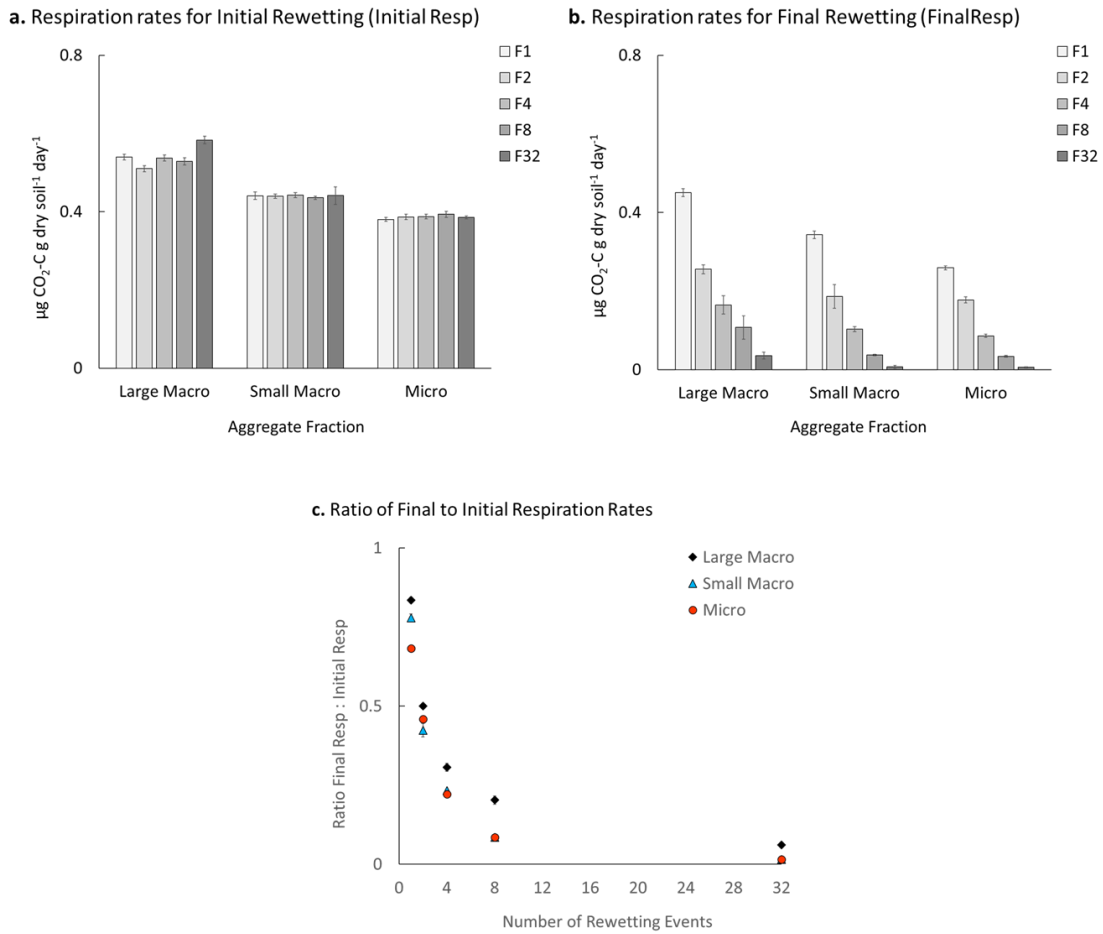 a. Respiration rates for Initial Rewetting (Initial Resp)
0.8
0.4
0
µg CO₂-C g dry soil⁻¹ day⁻¹
F1
F2
F4
F8
F32
Large Macro
Small Macro
Micro
Aggregate Fraction
b. Respiration rates for Final Rewetting (FinalResp)
0.8
0.4
0
µg CO₂-C g dry soil⁻¹ day⁻¹
F1
F2
F4
F8
F32
Large Macro
Small Macro
Micro
Aggregate Fraction
c. Ratio of Final to Initial Respiration Rates
1
0.5
0
Ratio Final Resp : Initial Resp
Large Macro
Small Macro
Micro
0 4 8 12 16 20 24 28 32
Number of Rewetting Events